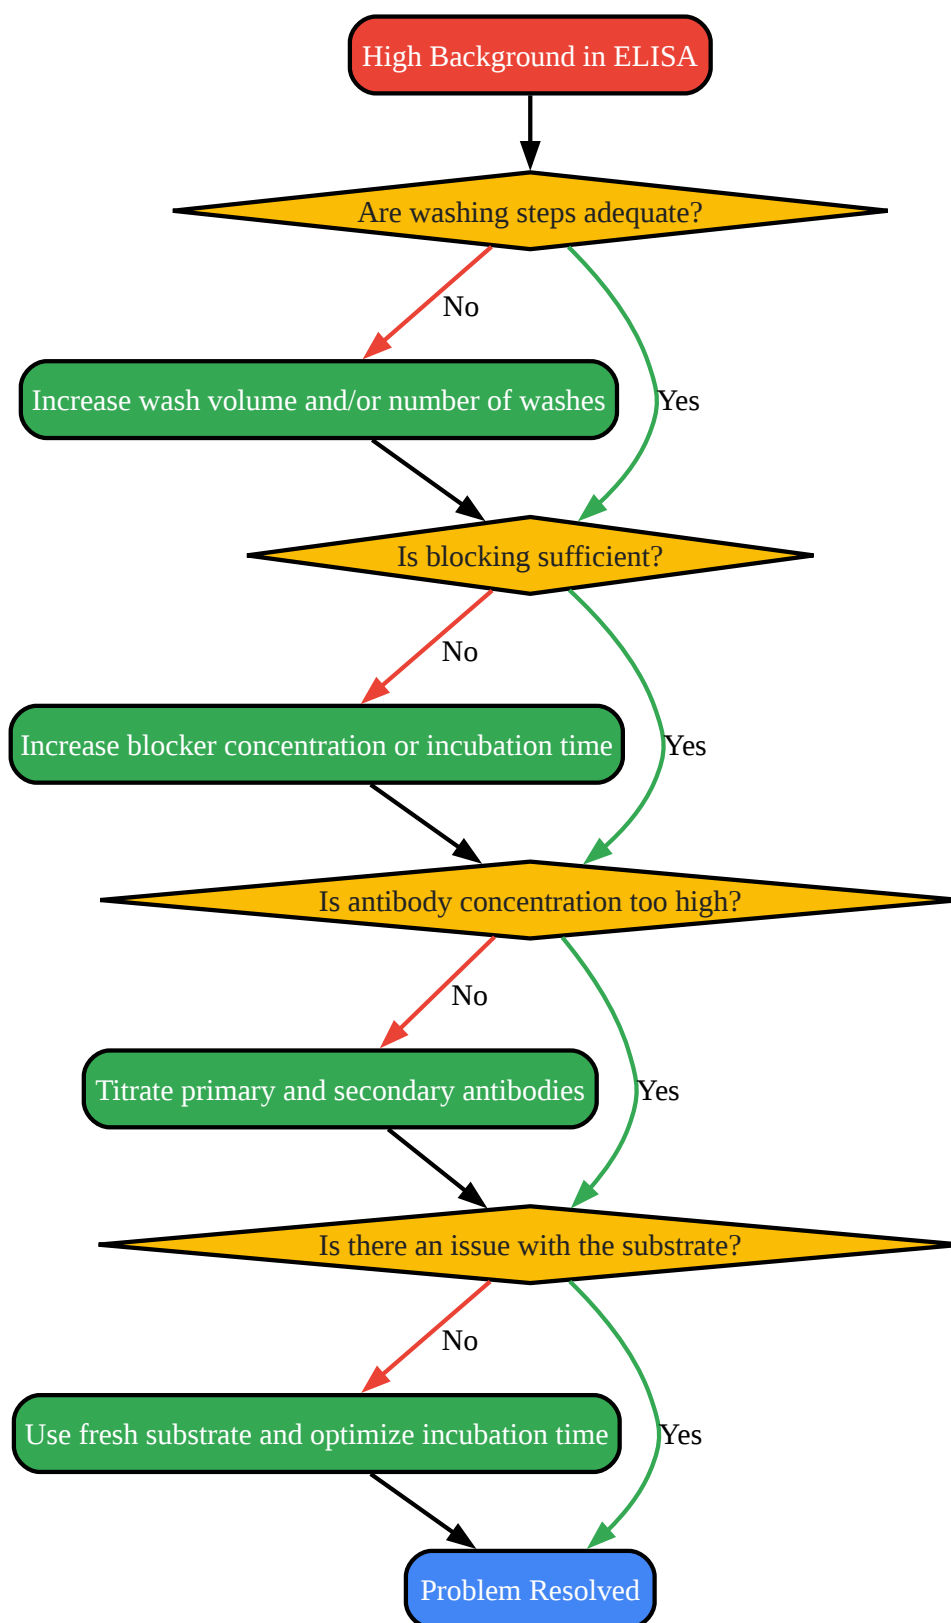 High Background in ELISA
Are washing steps adequate?
No
Increase wash volume and/or number of washes
Yes
Is blocking sufficient?
No
Increase blocker concentration or incubation time
Yes
Is antibody concentration too high?
No
Titrate primary and secondary antibodies
Yes
Is there an issue with the substrate?
No
Use fresh substrate and optimize incubation time
Yes
Problem Resolved